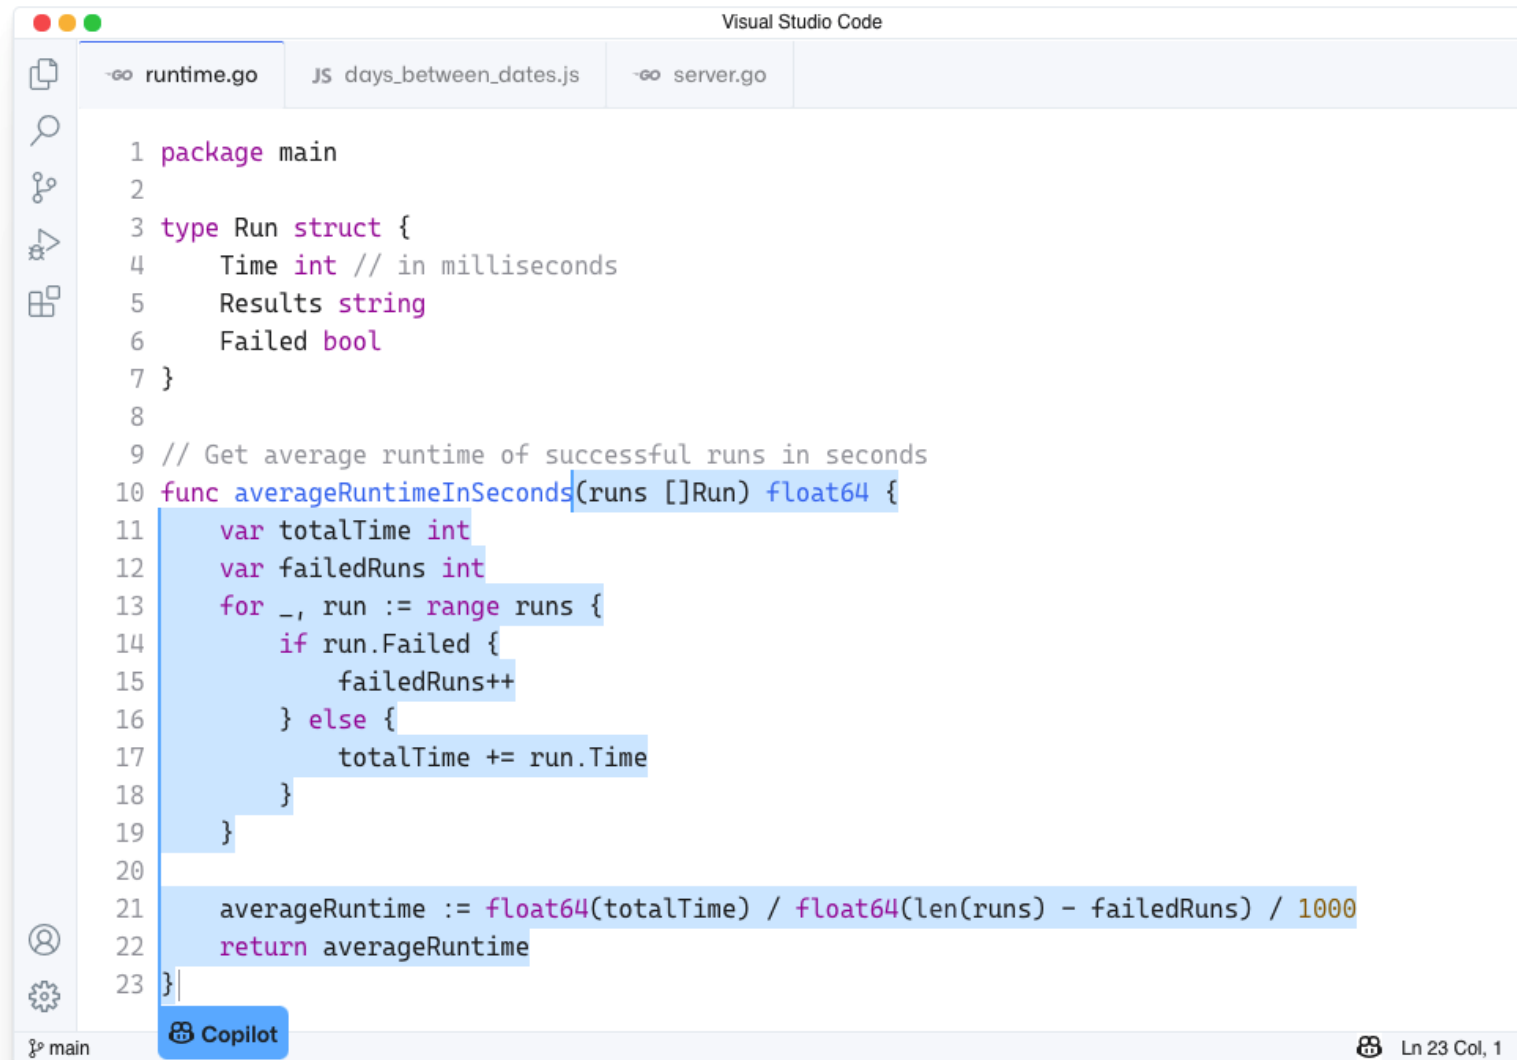 Visual Studio Code
GO runtime.go JS days_between_dates.js GO server.go
1 package main
2
3 type Run struct {
4     Time int // in milliseconds
5     Results string
6     Failed bool
7 }
8
9 // Get average runtime of successful runs in seconds
10 func averageRuntimeInSeconds(runs []Run) float64 {
11     var totalTime int
12     var failedRuns int
13     for _, run := range runs {
14         if run.Failed {
15             failedRuns++
16         } else {
17             totalTime += run.Time
18         }
19     }
20
21     averageRuntime := float64(totalTime) / float64(len(runs) - failedRuns) / 1000
22     return averageRuntime
23 }
Copilot
main Ln 23 Col, 1